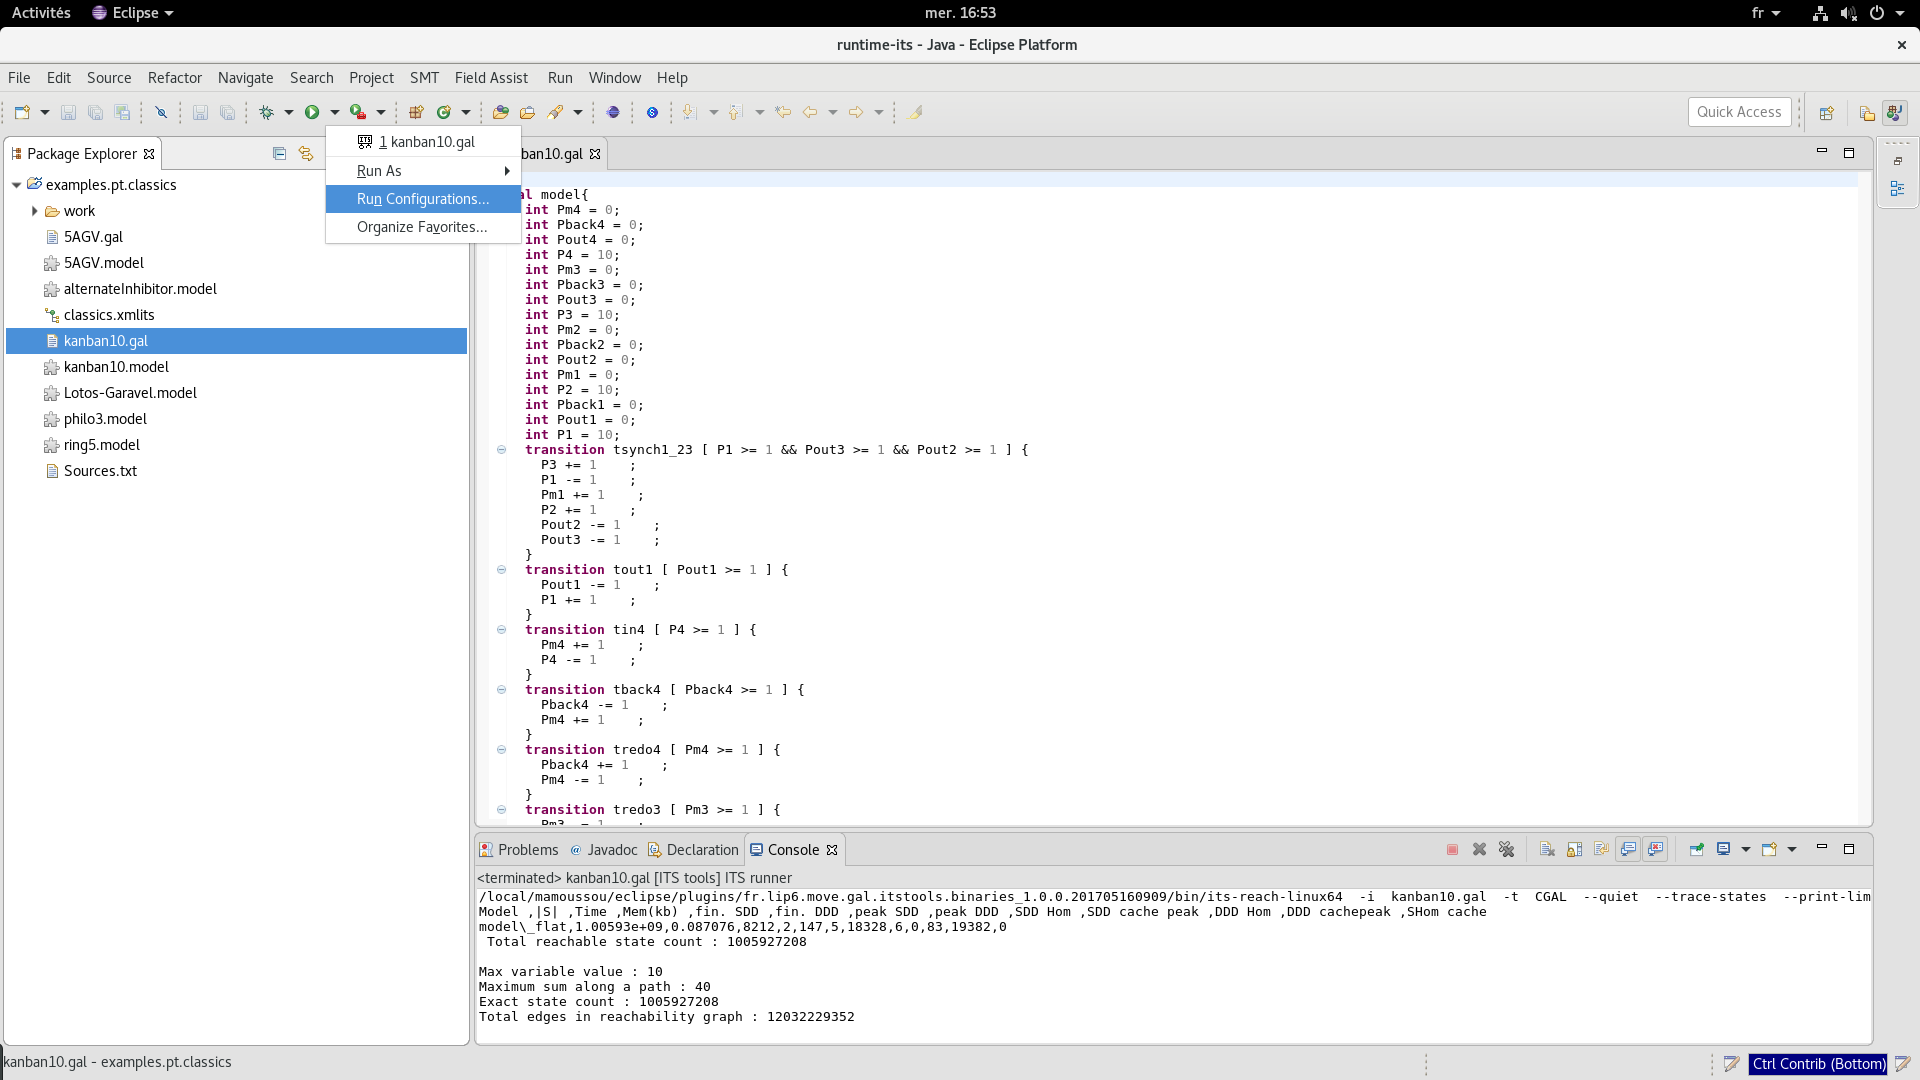 Activités Eclipse mer. 16:53 fr
runtime-its - Java - Eclipse Platform
File Edit Source Refactor Navigate Search Project SMT Field Assist Run Window Help
Quick Access
Package Explorer
examples.pt.classics
work
5AGV.gal
5AGV.model
alternateInhibitor.model
classics.xmlits
kanban10.gal
kanban10.model
Lotos-Garavel.model
philo3.model
ring5.model
Sources.txt
1 kanban10.gal
Run As
Run Configurations...
Organize Favorites...
ban10.gal
al model{
int Pm4 = 0;
int Pback4 = 0;
int Pout4 = 0;
int P4 = 10;
int Pm3 = 0;
int Pback3 = 0;
int Pout3 = 0;
int P3 = 10;
int Pm2 = 0;
int Pback2 = 0;
int Pout2 = 0;
int Pm1 = 0;
int P2 = 10;
int Pback1 = 0;
int Pout1 = 0;
int P1 = 10;
transition tsynch1_23 [ P1 >= 1 && Pout3 >= 1 && Pout2 >= 1 ] {
P3 += 1 ;
P1 -= 1 ;
Pm1 += 1 ;
P2 += 1 ;
Pout2 -= 1 ;
Pout3 -= 1 ;
}
transition tout1 [ Pout1 >= 1 ] {
Pout1 -= 1 ;
P1 += 1 ;
}
transition tin4 [ P4 >= 1 ] {
Pm4 += 1 ;
P4 -= 1 ;
}
transition tback4 [ Pback4 >= 1 ] {
Pback4 -= 1 ;
Pm4 += 1 ;
}
transition tredo4 [ Pm4 >= 1 ] {
Pback4 += 1 ;
Pm4 -= 1 ;
}
transition tredo3 [ Pm3 >= 1 ] {
Problems Javadoc Declaration Console
<terminated> kanban10.gal [ITS tools] ITS runner
/local/mamoussou/eclipse/plugins/fr.lip6.move.gal.itstools.binaries_1.0.0.201705160909/bin/its-reach-linux64 -i kanban10.gal -t CGAL --quiet --trace-states --print-lim
Model ,|S| ,Time ,Mem(kb) ,fin. SDD ,fin. DDD ,peak SDD ,peak DDD ,SDD Hom ,SDD cache peak ,DDD Hom ,DDD cachepeak ,SHom cache
model\_flat,1.00593e+09,0.087076,8212,2,147,5,18328,6,0,83,19382,0
Total reachable state count : 1005927208
Max variable value : 10
Maximum sum along a path : 40
Exact state count : 1005927208
Total edges in reachability graph : 12032229352
kanban10.gal - examples.pt.classics
Ctrl Contrib (Bottom)